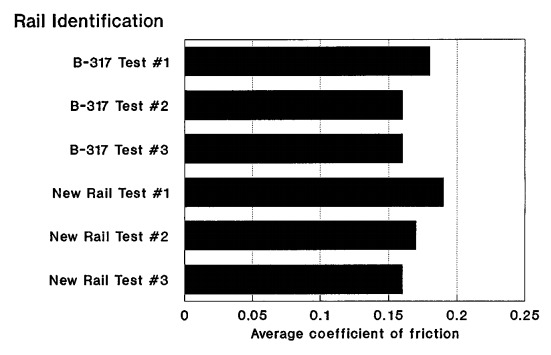 Rail Identification
B-317 Test #1
B-317 Test #2
B-317 Test #3
New Rail Test #1
New Rail Test #2
New Rail Test #3
0 0.05 0.1 0.15 0.2 0.25
Average coefficient of friction